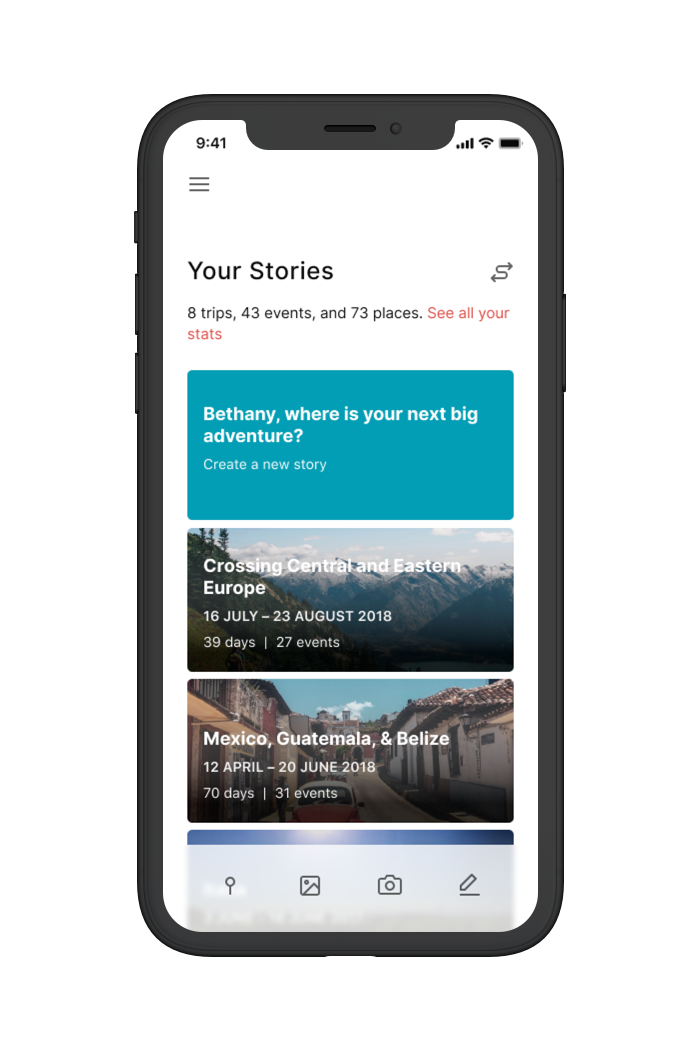 9:41
Your Stories
8 trips, 43 events, and 73 places. See all your
stats
Bethany, where is your next big
adventure?
Create a new story
Crossing Central and Eastern
Europe
16 JULY – 23 AUGUST 2018
39 days | 27 events
Mexico, Guatemala, & Belize
12 APRIL – 20 JUNE 2018
70 days | 31 events